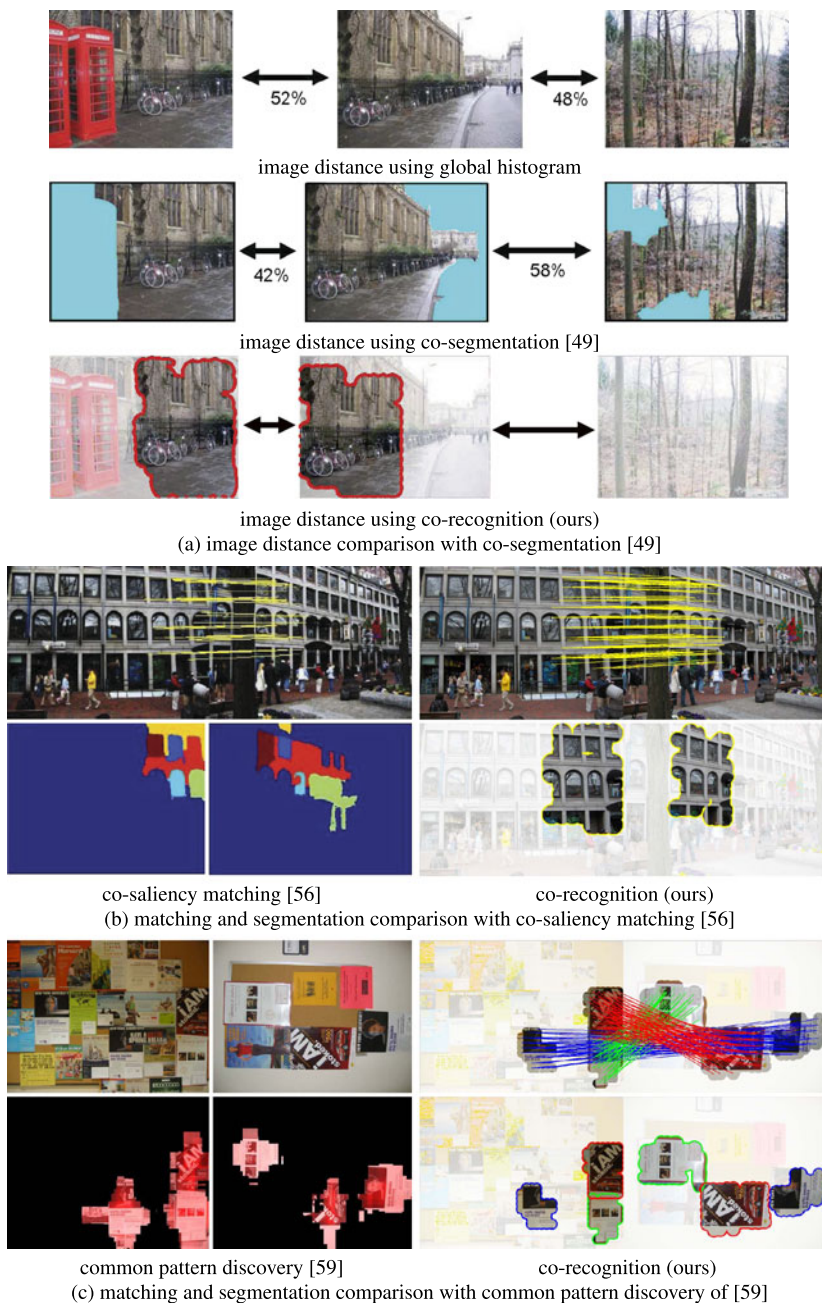 52%
48%
image distance using global histogram
42%
58%
image distance using co-segmentation [49]
image distance using co-recognition (ours)
(a) image distance comparison with co-segmentation [49]
co-saliency matching [56]
co-recognition (ours)
(b) matching and segmentation comparison with co-saliency matching [56]
I AM
I AM
Stoked.
common pattern discovery [59]
co-recognition (ours)
(c) matching and segmentation comparison with common pattern discovery of [59]